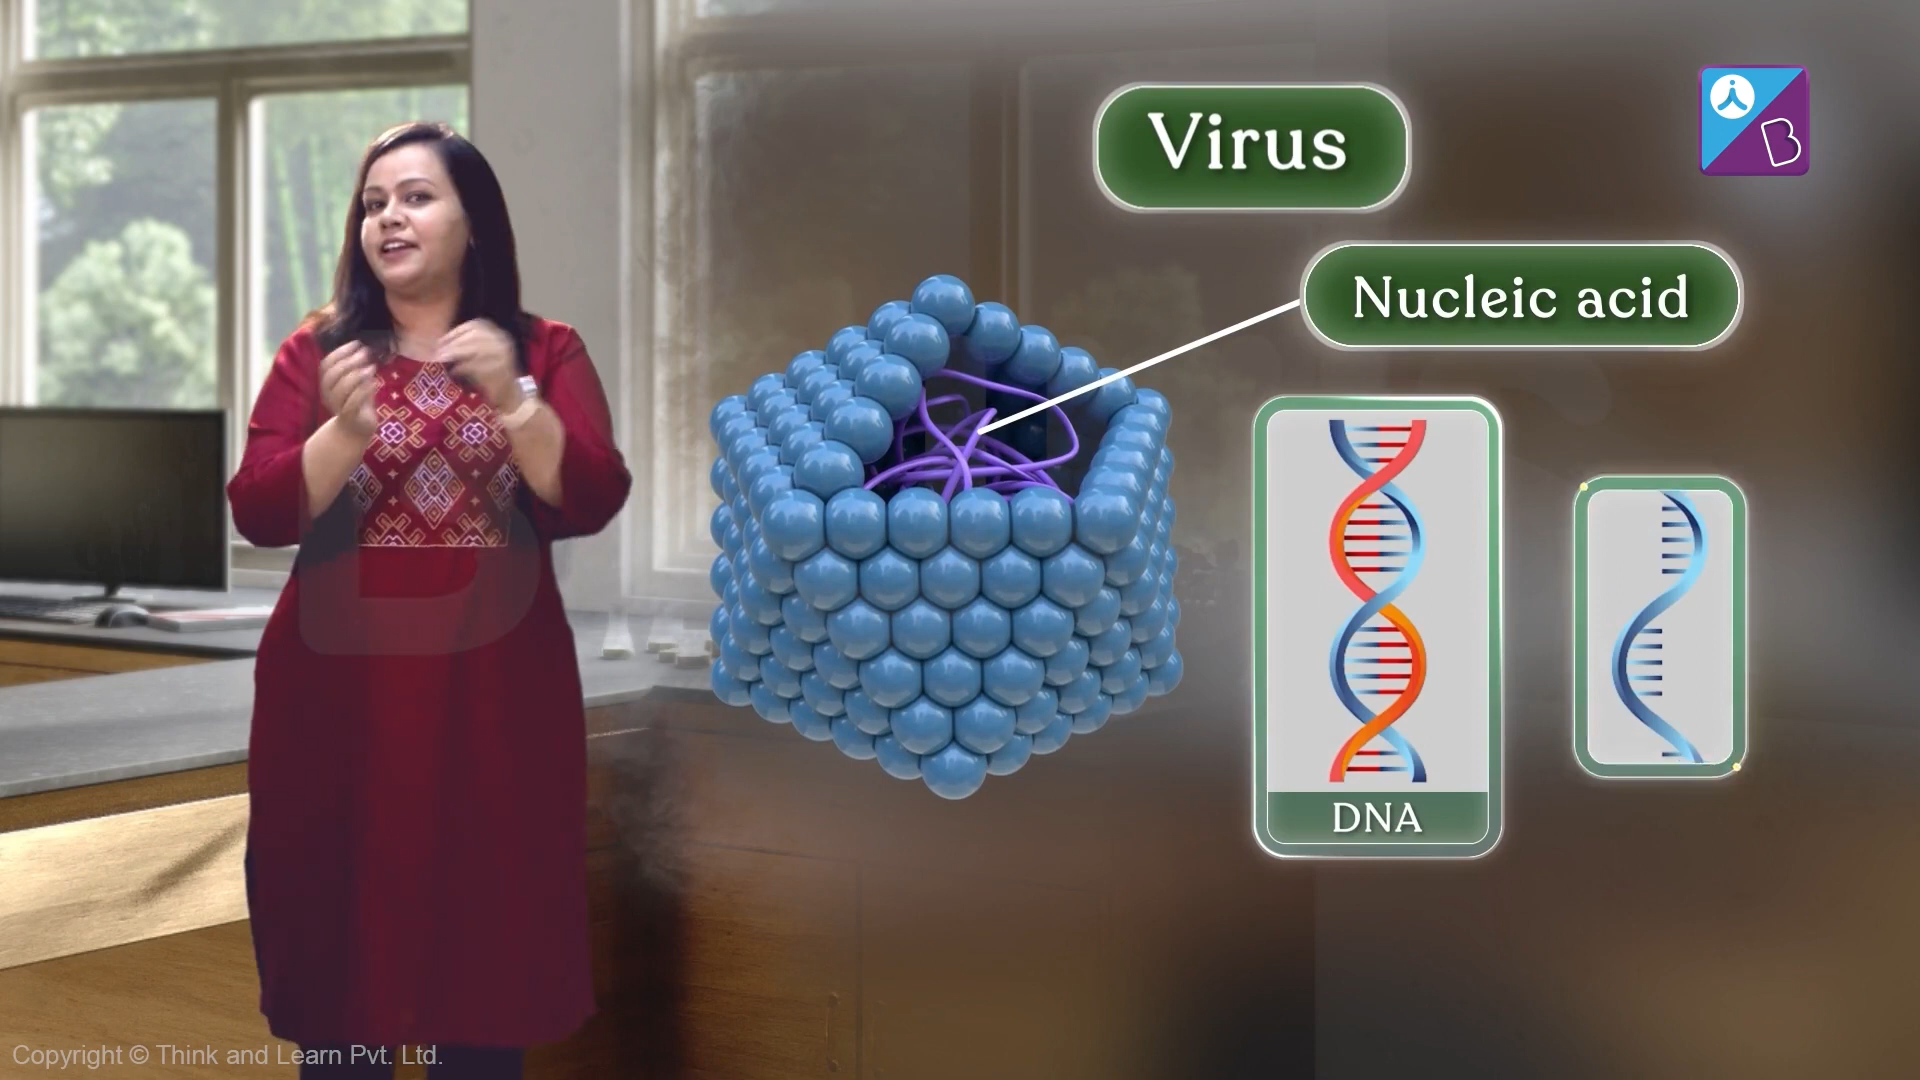 Virus
Nucleic acid
B
DNA
Copyright © Think and Learn Pvt. Ltd.